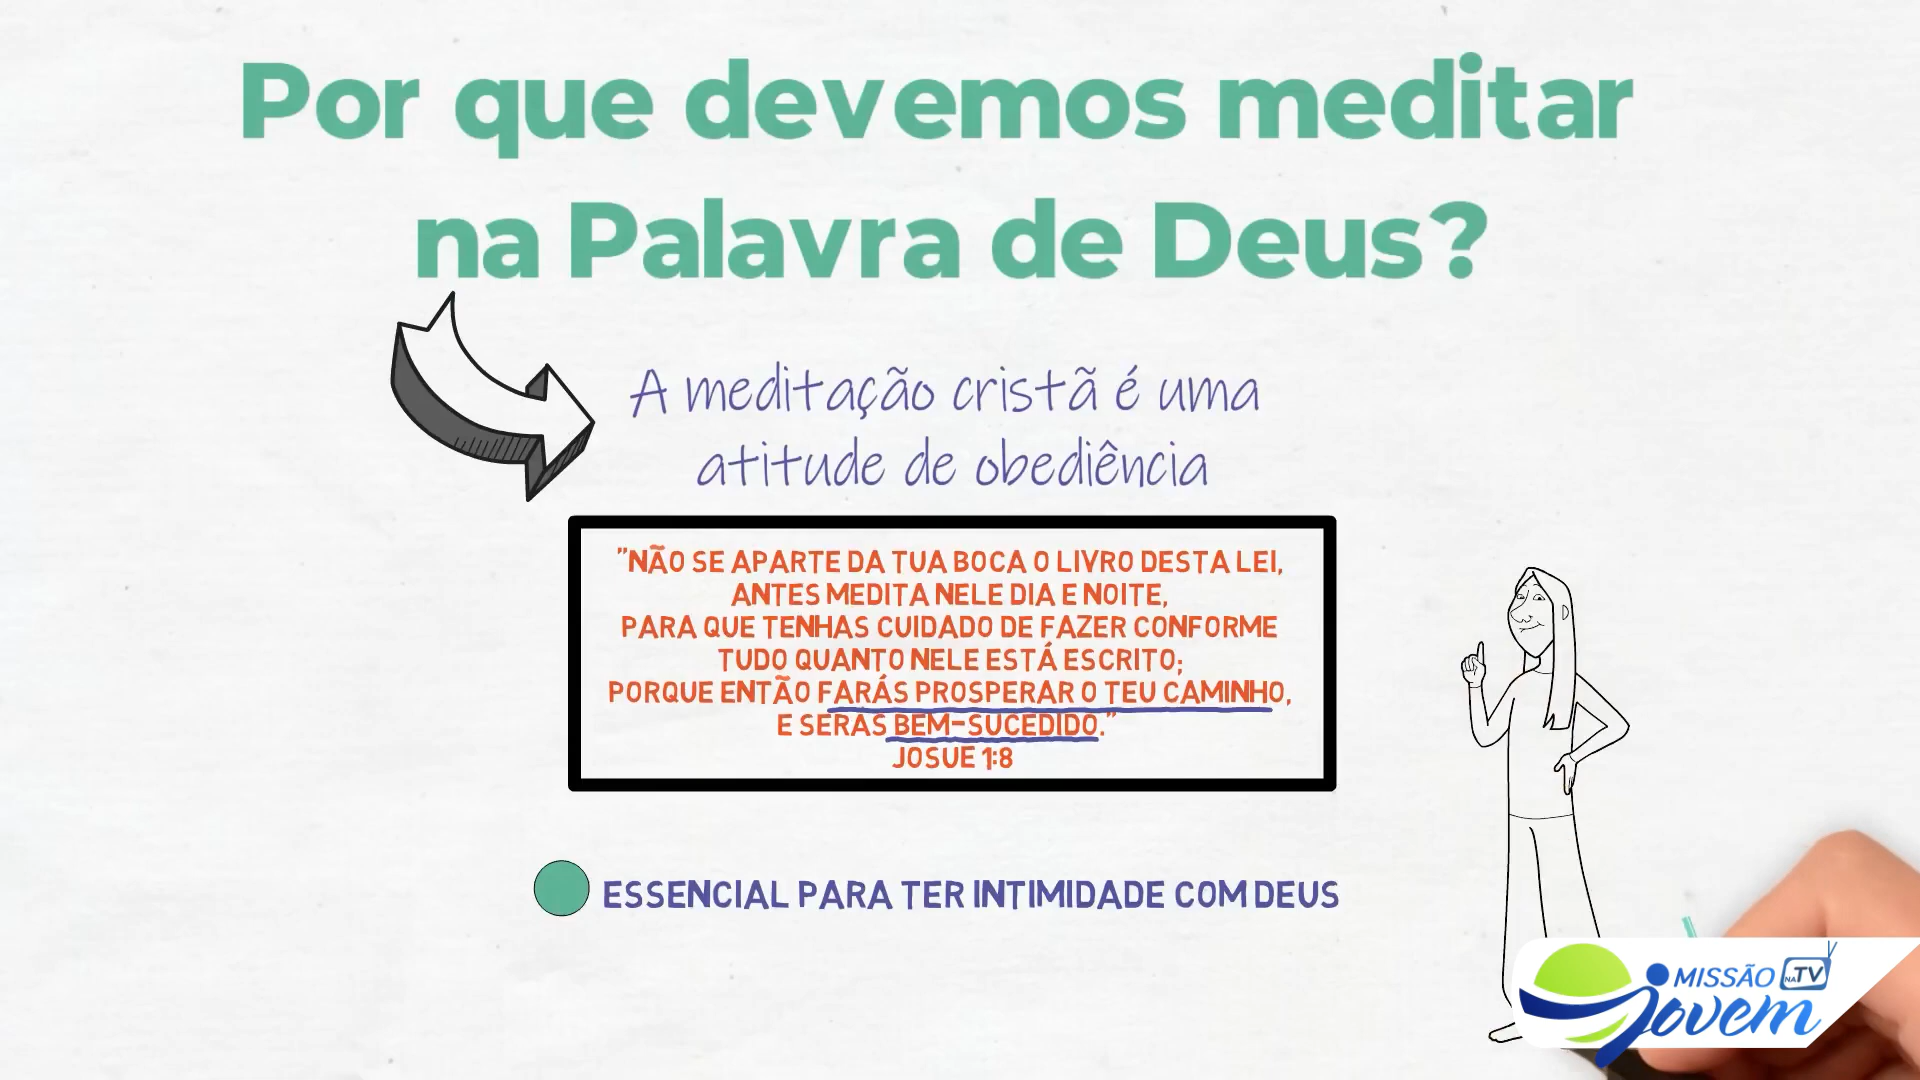 Por que devemos meditar
na Palavra de Deus?
A meditação cristã é uma
atitude de obediência
"NÃO SE APARTE DA TUA BOCA O LIVRO DESTA LEI,
ANTES MEDITA NELE DIA E NOITE,
PARA QUE TENHAS CUIDADO DE FAZER CONFORME
TUDO QUANTO NELE ESTÁ ESCRITO;
PORQUE ENTÃO FARÁS PROSPERAR O TEU CAMINHO,
E SERAS BEM-SUCEDIDO."
JOSUE 1:8
ESSENCIAL PARA TER INTIMIDADE COM DEUS
MISSÃO NA TV
Jovem